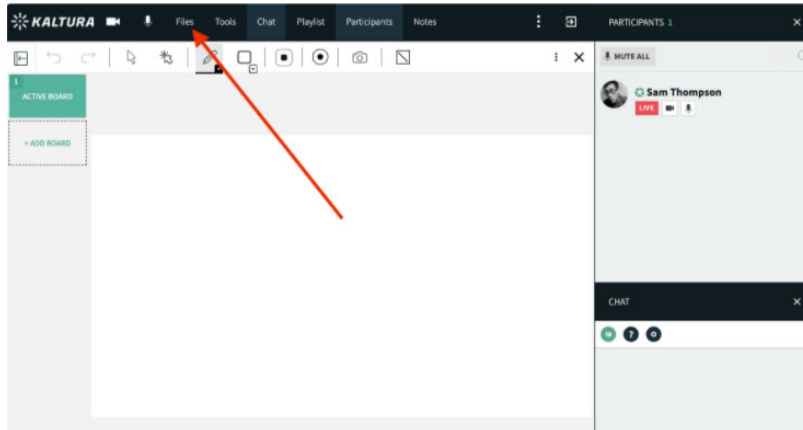 KALTURA Files Tools Chat Playlist Participants Notes
PARTICIPANTS 1
MUTE ALL
1
ACTIVE BOARD
+ ADD BOARD
Sam Thompson
LIVE
CHAT
?